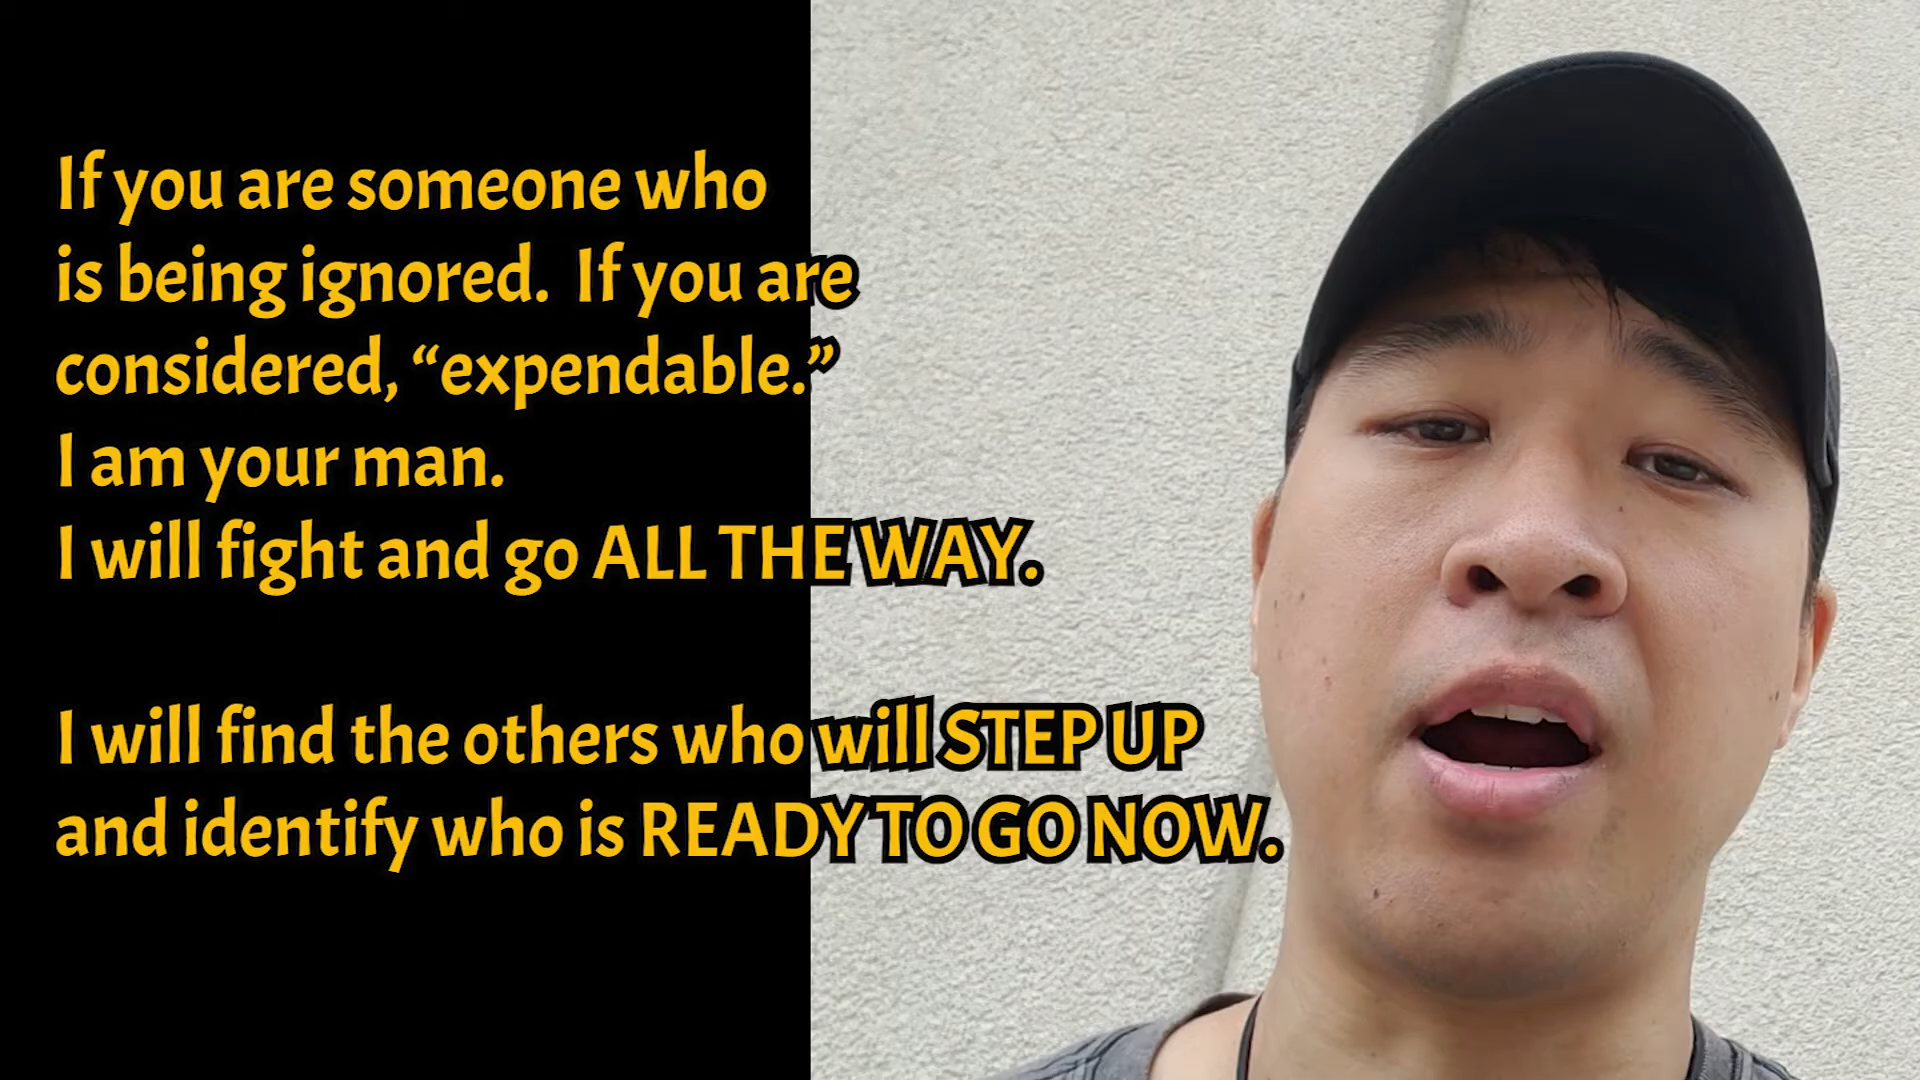 If you are someone who
is being ignored.  If you are
considered, “expendable.”
I am your man.
I will fight and go ALL THE WAY.
I will find the others who will STEP UP
and identify who is READY TO GO NOW.